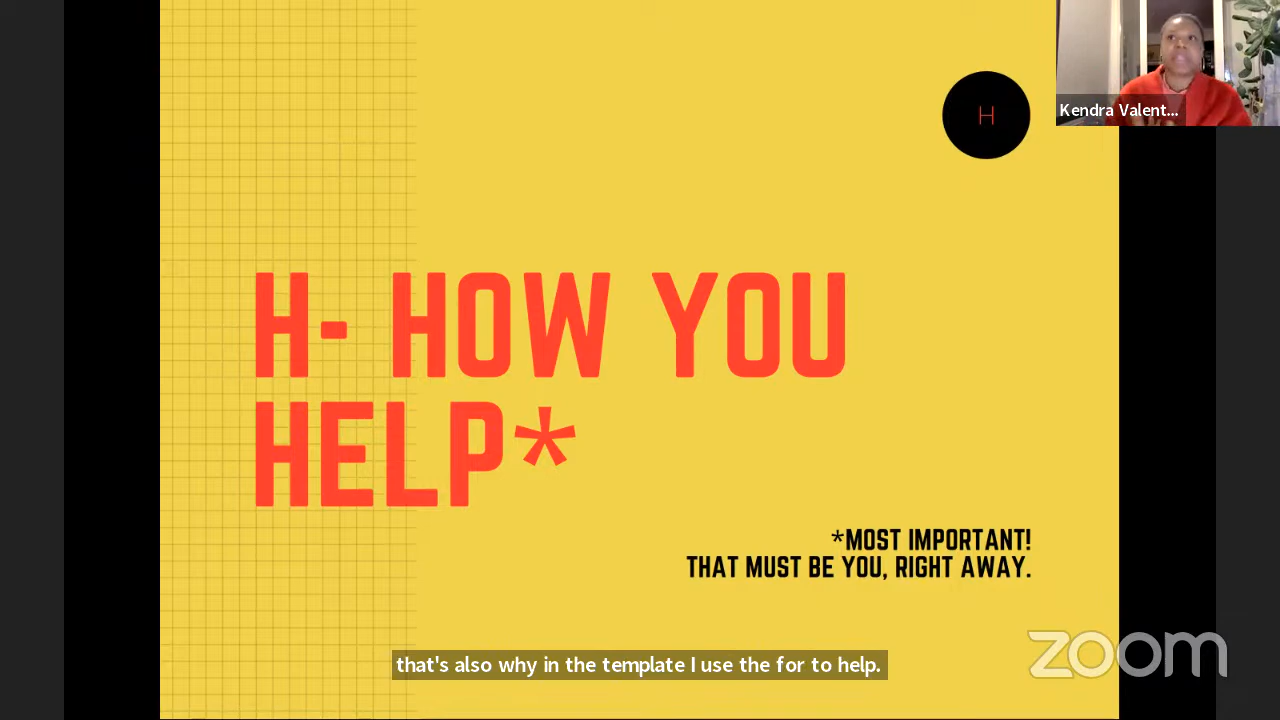 H
Kendra Valent...
H- HOW YOU
HELP*
*MOST IMPORTANT!
THAT MUST BE YOU, RIGHT AWAY.
that's also why in the template I use the for to help.
zoom